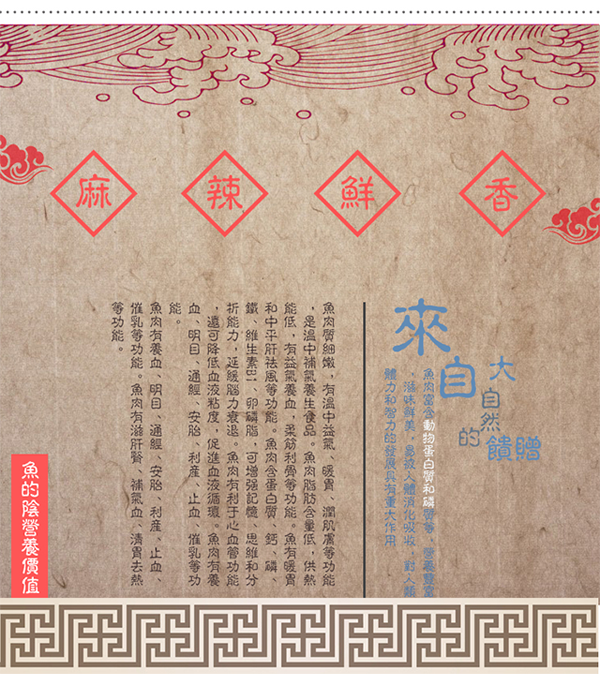 麻
辣
鮮
香
來自大自然的饋贈
魚肉富含動物蛋白質和磷質等,營養豐富
、滋味鮮美,易被人體消化吸收,對人類
體力和智力的發展具有重大作用
魚肉質細嫩,有溫中益氣、暖胃、潤肌膚等功能
,是溫中補氣養生食品。魚肉脂肪含量低,供熱
能低,有益氣養血,柔筋利骨等功能。魚有暖胃
和中平肝祛風等功能。魚肉含蛋白質、鈣、磷、
鐵、維生素B1、卵磷脂,可增強記憶、思維和分
折能力,延緩腦力衰退。魚肉有利于心血管功能
,還可降低血液粘度,促進血液循環。魚肉有養
血、明目、通經、安胎、利產、止血、催乳等功
能。
魚肉有養血、明目、通經、安胎、利產、止血、
催乳等功能。魚肉有滋肝腎、補氣血、清胃去熱
等功能。
魚的陰營養價值